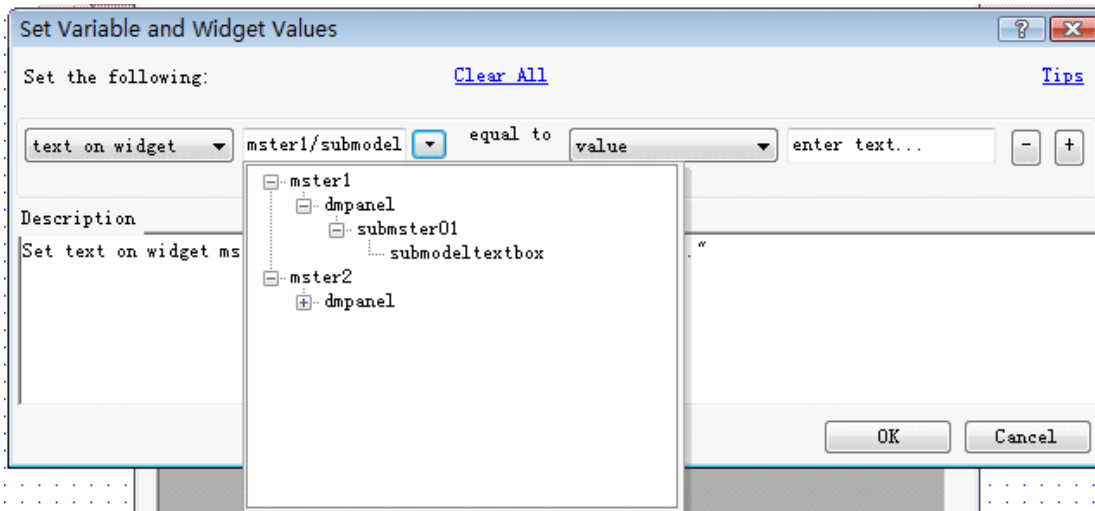 Set Variable and Widget Values
Set the following: Clear All Tips
text on widget mster1/submodel equal to value enter text... - +
mster1
dmpanel
submster01
submodeltextbox
mster2
dmpanel
Description
Set text on widget ms ."
OK Cancel